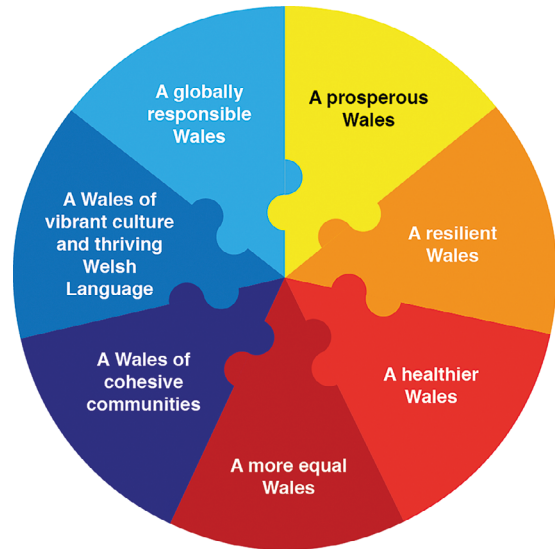 A prosperous
Wales
A resilient
Wales
A healthier
Wales
A more equal
Wales
A Wales of
cohesive
communities
A Wales of
vibrant culture
and thriving
Welsh
Language
A globally
responsible
Wales